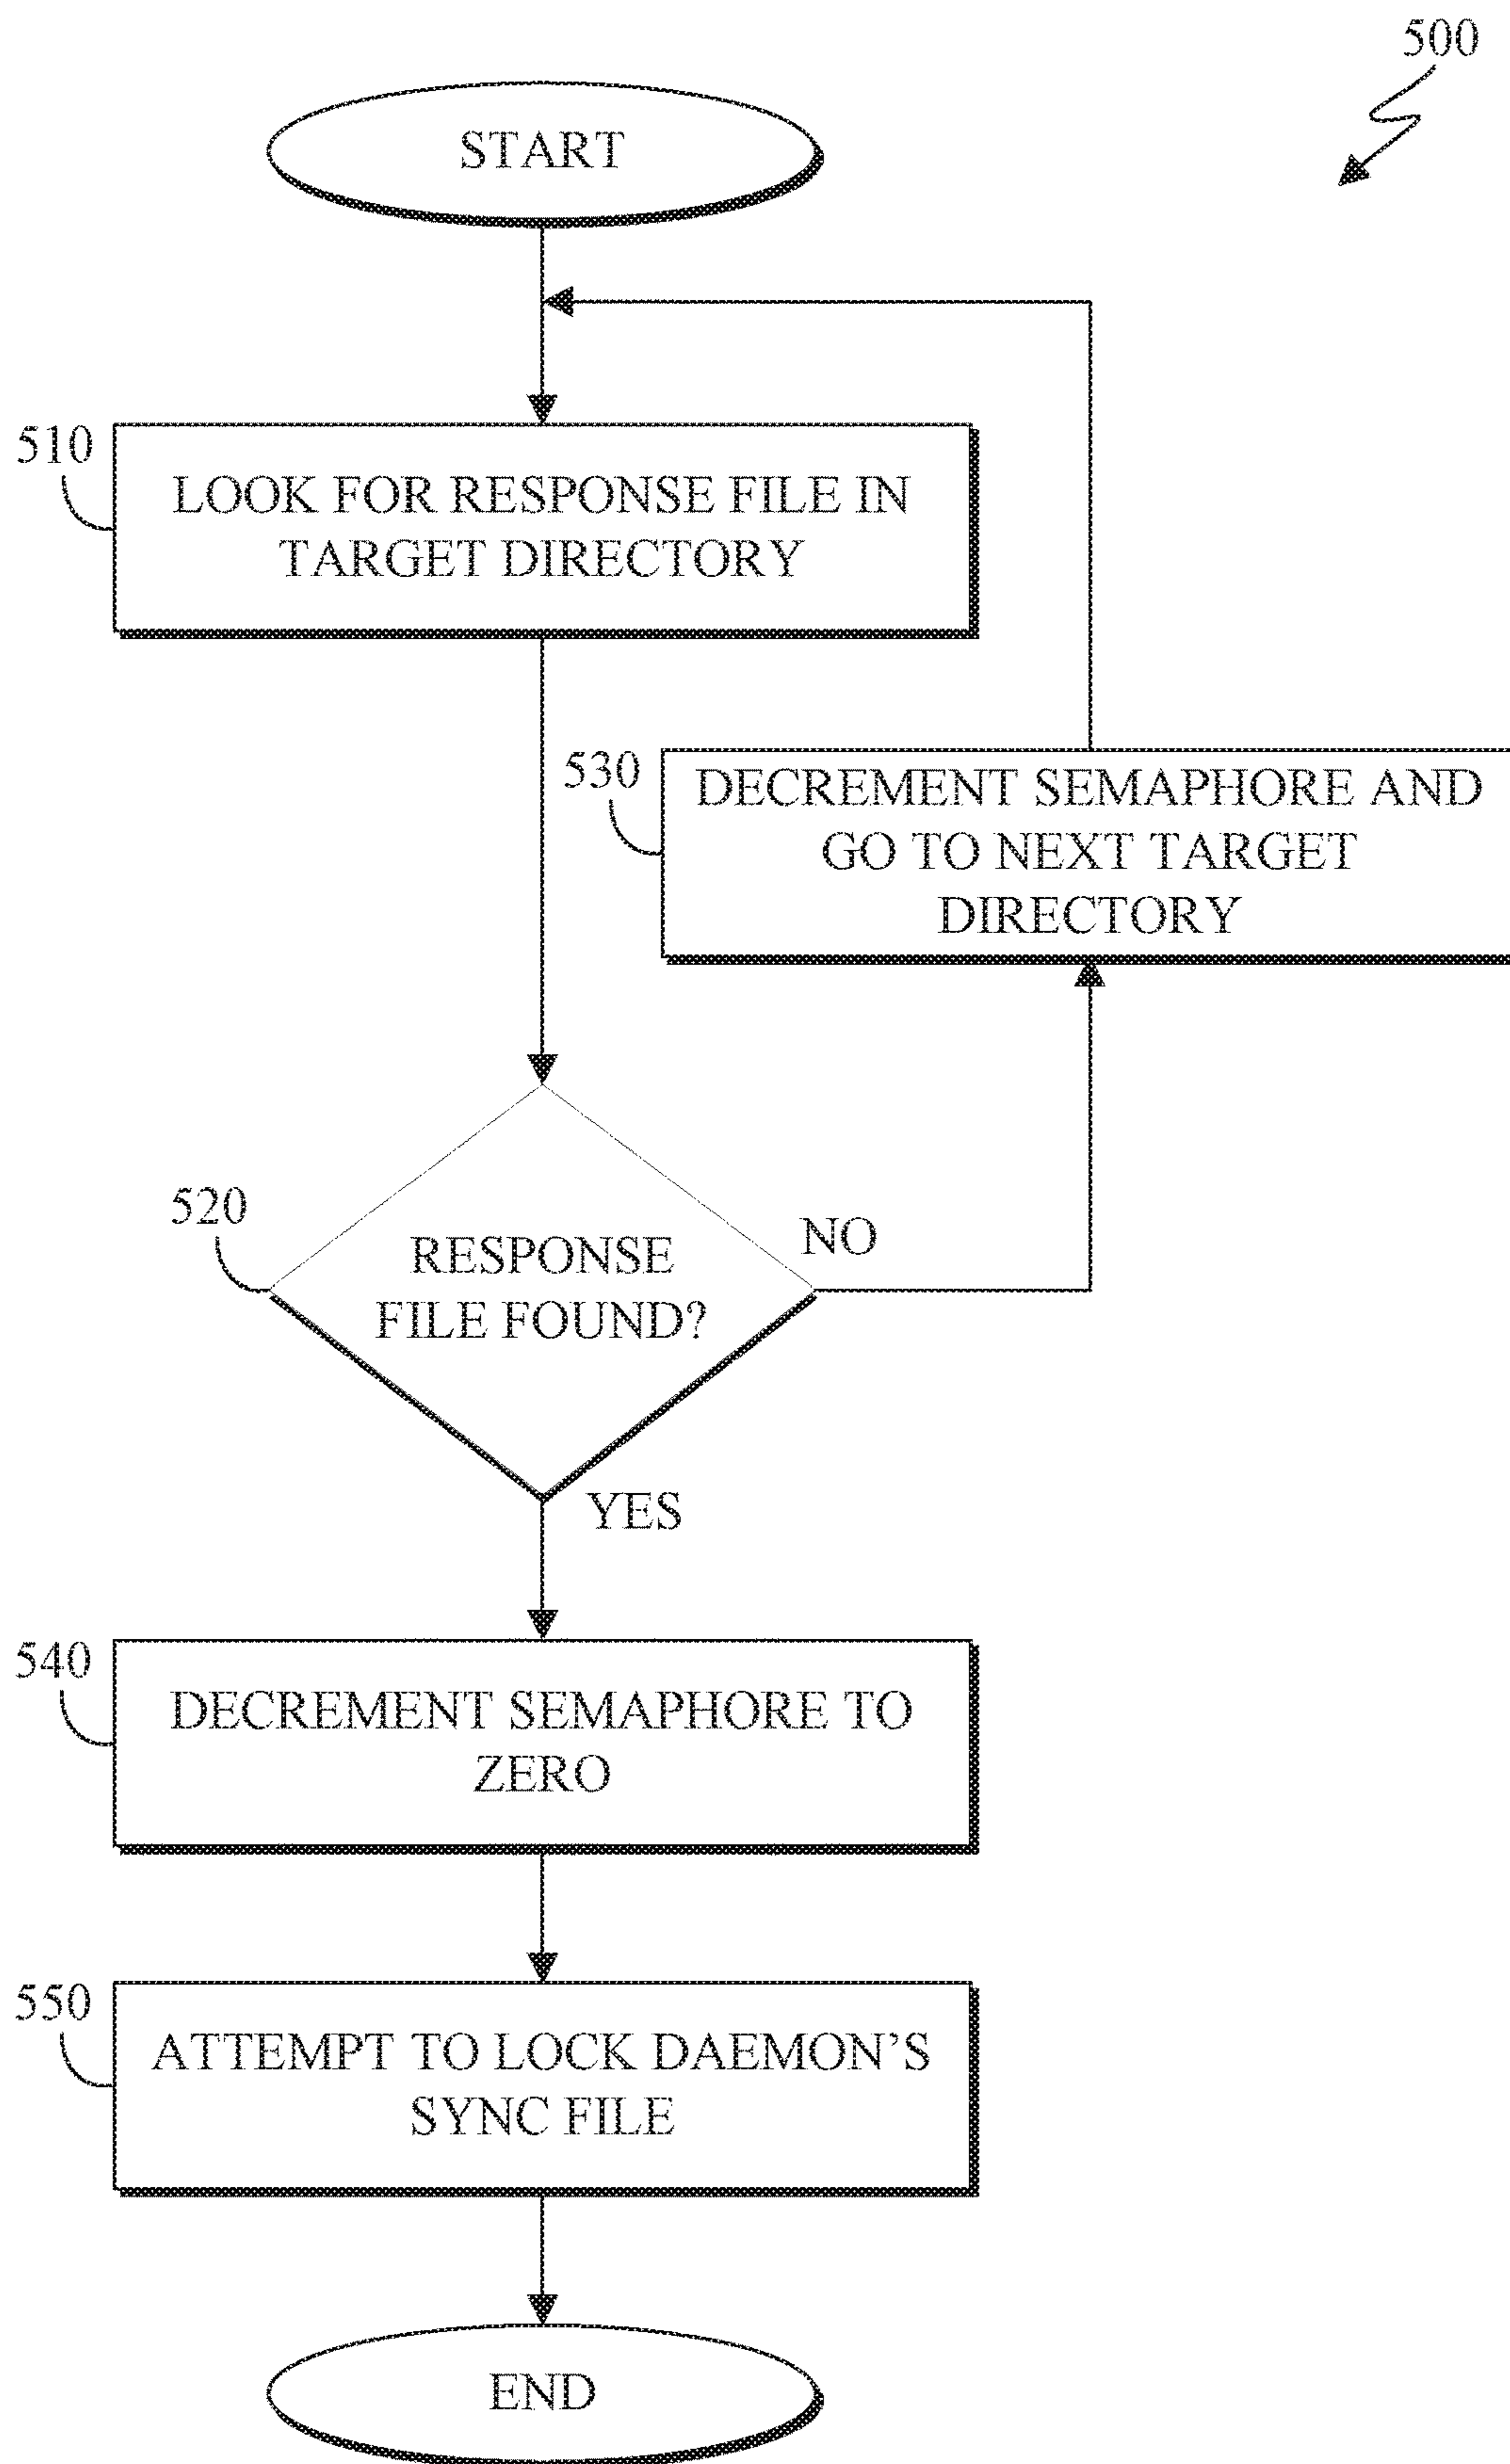 500
START
510
LOOK FOR RESPONSE FILE IN
TARGET DIRECTORY
530
DECREMENT SEMAPHORE AND
GO TO NEXT TARGET
DIRECTORY
520
RESPONSE
FILE FOUND?
NO
YES
540
DECREMENT SEMAPHORE TO
ZERO
550
ATTEMPT TO LOCK DAEMON'S
SYNC FILE
END